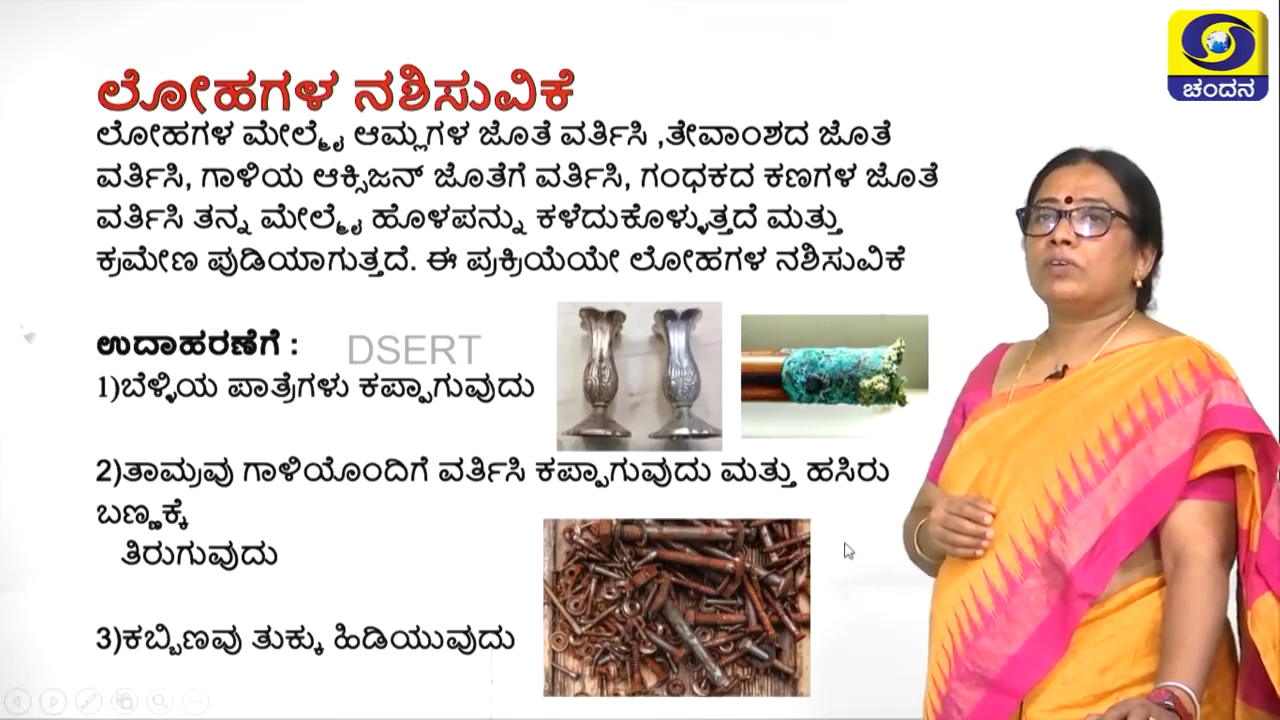 ಲೋಹಗಳ ನಶಿಸುವಿಕೆ
ಲೋಹಗಳ ಮೇಲ್ಮೈ ಆಮ್ಲಗಳ ಜೊತೆ ವರ್ತಿಸಿ ,ತೇವಾಂಶದ ಜೊತೆ
ವರ್ತಿಸಿ, ಗಾಳಿಯ ಆಕ್ಸಿಜನ್ ಜೊತೆಗೆ ವರ್ತಿಸಿ, ಗಂಧಕದ ಕಣಗಳ ಜೊತೆ
ವರ್ತಿಸಿ ತನ್ನ ಮೇಲ್ಮೈ ಹೊಳಪನ್ನು ಕಳೆದುಕೊಳ್ಳುತ್ತದೆ ಮತ್ತು
ಕ್ರಮೇಣ ಪುಡಿಯಾಗುತ್ತದೆ. ಈ ಪ್ರಕ್ರಿಯೆಯೇ ಲೋಹಗಳ ನಶಿಸುವಿಕೆ
ಉದಾಹರಣೆಗೆ :
DSERT
1)ಬೆಳ್ಳಿಯ ಪಾತ್ರೆಗಳು ಕಪ್ಪಾಗುವುದು
2)ತಾಮ್ರವು ಗಾಳಿಯೊಂದಿಗೆ ವರ್ತಿಸಿ ಕಪ್ಪಾಗುವುದು ಮತ್ತು ಹಸಿರು
ಬಣ್ಣಕ್ಕೆ
ತಿರುಗುವುದು
3)ಕಬ್ಬಿಣವು ತುಕ್ಕು ಹಿಡಿಯುವುದು
ಚಂದನ